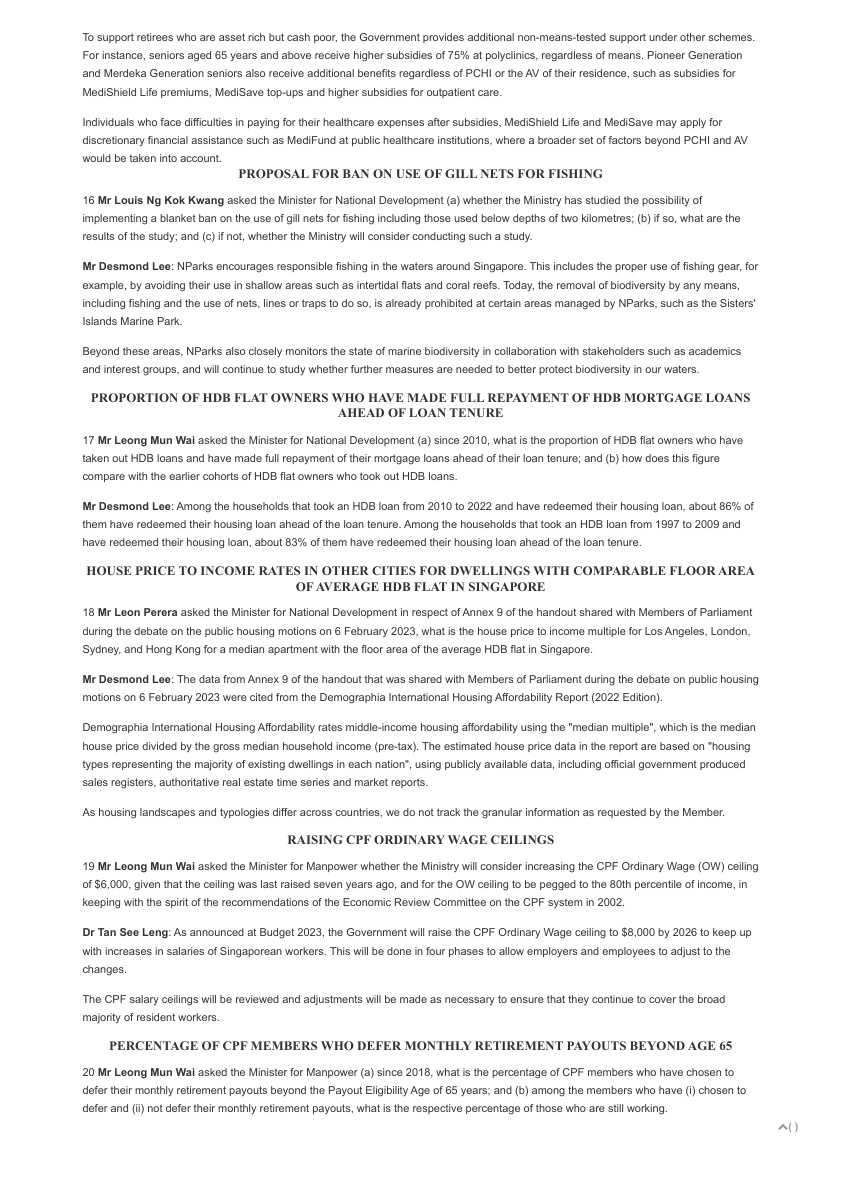 To support retirees who are asset rich but cash poor, the Government provides additional non-means-tested support under other schemes.
For instance, seniors aged 65 years and above receive higher subsidies of 75% at polyclinics, regardless of means. Pioneer Generation
and Merdeka Generation seniors also receive additional benefits regardless of PCHI or the AV of their residence, such as subsidies for
MediShield Life premiums, MediSave top-ups and higher subsidies for outpatient care.
Individuals who face difficulties in paying for their healthcare expenses after subsidies, MediShield Life and MediSave may apply for
discretionary financial assistance such as MediFund at public healthcare institutions, where a broader set of factors beyond PCHI and AV
would be taken into account.
PROPOSAL FOR BAN ON USE OF GILL NETS FOR FISHING
16 Mr Louis Ng Kok Kwang asked the Minister for National Development (a) whether the Ministry has studied the possibility of
implementing a blanket ban on the use of gill nets for fishing including those used below depths of two kilometres; (b) if so, what are the
results of the study; and (c) if not, whether the Ministry will consider conducting such a study.
Mr Desmond Lee: NParks encourages responsible fishing in the waters around Singapore. This includes the proper use of fishing gear, for
example, by avoiding their use in shallow areas such as intertidal flats and coral reefs. Today, the removal of biodiversity by any means,
including fishing and the use of nets, lines or traps to do so, is already prohibited at certain areas managed by NParks, such as the Sisters'
Islands Marine Park.
Beyond these areas, NParks also closely monitors the state of marine biodiversity in collaboration with stakeholders such as academics
and interest groups, and will continue to study whether further measures are needed to better protect biodiversity in our waters.
PROPORTION OF HDB FLAT OWNERS WHO HAVE MADE FULL REPAYMENT OF HDB MORTGAGE LOANS
AHEAD OF LOAN TENURE
17 Mr Leong Mun Wai asked the Minister for National Development (a) since 2010, what is the proportion of HDB flat owners who have
taken out HDB loans and have made full repayment of their mortgage loans ahead of their loan tenure; and (b) how does this figure
compare with the earlier cohorts of HDB flat owners who took out HDB loans.
Mr Desmond Lee: Among the households that took an HDB loan from 2010 to 2022 and have redeemed their housing loan, about 86% of
them have redeemed their housing loan ahead of the loan tenure. Among the households that took an HDB loan from 1997 to 2009 and
have redeemed their housing loan, about 83% of them have redeemed their housing loan ahead of the loan tenure.
HOUSE PRICE TO INCOME RATES IN OTHER CITIES FOR DWELLINGS WITH COMPARABLE FLOOR AREA
OF AVERAGE HDB FLAT IN SINGAPORE
18 Mr Leon Perera asked the Minister for National Development in respect of Annex 9 of the handout shared with Members of Parliament
during the debate on the public housing motions on 6 February 2023, what is the house price to income multiple for Los Angeles, London,
Sydney, and Hong Kong for a median apartment with the floor area of the average HDB flat in Singapore.
Mr Desmond Lee: The data from Annex 9 of the handout that was shared with Members of Parliament during the debate on public housing
motions on 6 February 2023 were cited from the Demographia International Housing Affordability Report (2022 Edition).
Demographia International Housing Affordability rates middle-income housing affordability using the "median multiple", which is the median
house price divided by the gross median household income (pre-tax). The estimated house price data in the report are based on "housing
types representing the majority of existing dwellings in each nation", using publicly available data, including official government produced
sales registers, authoritative real estate time series and market reports.
As housing landscapes and typologies differ across countries, we do not track the granular information as requested by the Member.
RAISING CPF ORDINARY WAGE CEILINGS
19 Mr Leong Mun Wai asked the Minister for Manpower whether the Ministry will consider increasing the CPF Ordinary Wage (OW) ceiling
of $6,000, given that the ceiling was last raised seven years ago, and for the OW ceiling to be pegged to the 80th percentile of income, in
keeping with the spirit of the recommendations of the Economic Review Committee on the CPF system in 2002.
Dr Tan See Leng: As announced at Budget 2023, the Government will raise the CPF Ordinary Wage ceiling to $8,000 by 2026 to keep up
with increases in salaries of Singaporean workers. This will be done in four phases to allow employers and employees to adjust to the
changes.
The CPF salary ceilings will be reviewed and adjustments will be made as necessary to ensure that they continue to cover the broad
majority of resident workers.
PERCENTAGE OF CPF MEMBERS WHO DEFER MONTHLY RETIREMENT PAYOUTS BEYOND AGE 65
20 Mr Leong Mun Wai asked the Minister for Manpower (a) since 2018, what is the percentage of CPF members who have chosen to
defer their monthly retirement payouts beyond the Payout Eligibility Age of 65 years; and (b) among the members who have (i) chosen to
defer and (ii) not defer their monthly retirement payouts, what is the respective percentage of those who are still working.
( )